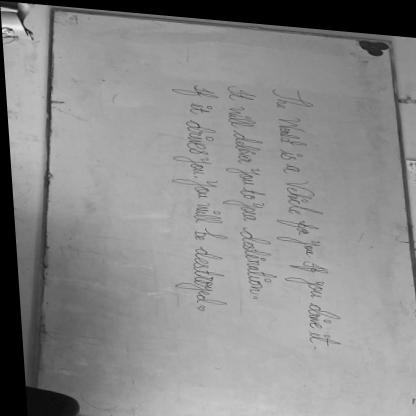 The World is a Vehicle for you If you drive it.
It will deliver you to your destination.
If it drives you. You will be destroyed.